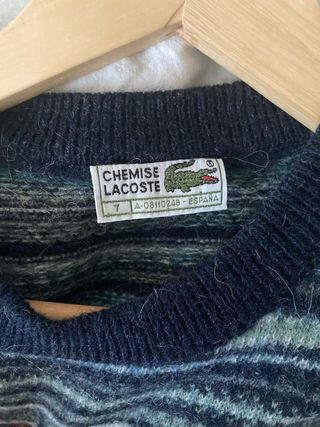 CHEMISE
LACOSTE
®
7 A-08110249 - ESPAÑA